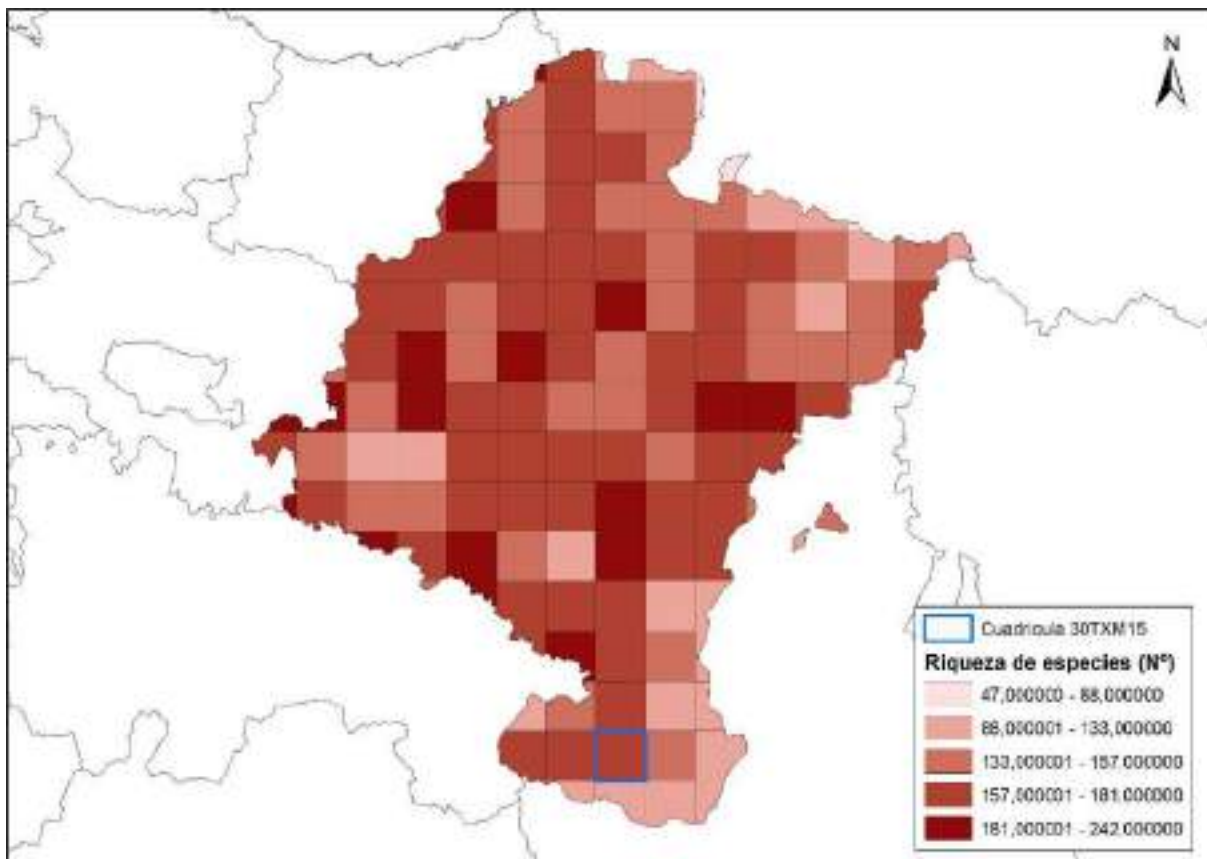 N
Cuadrícula 30TXM15
Riqueza de especies (Nº)
47,000000 - 88,000000
88,000001 - 133,000000
133,000001 - 157,000000
157,000001 - 181,000000
181,000001 - 242,000000